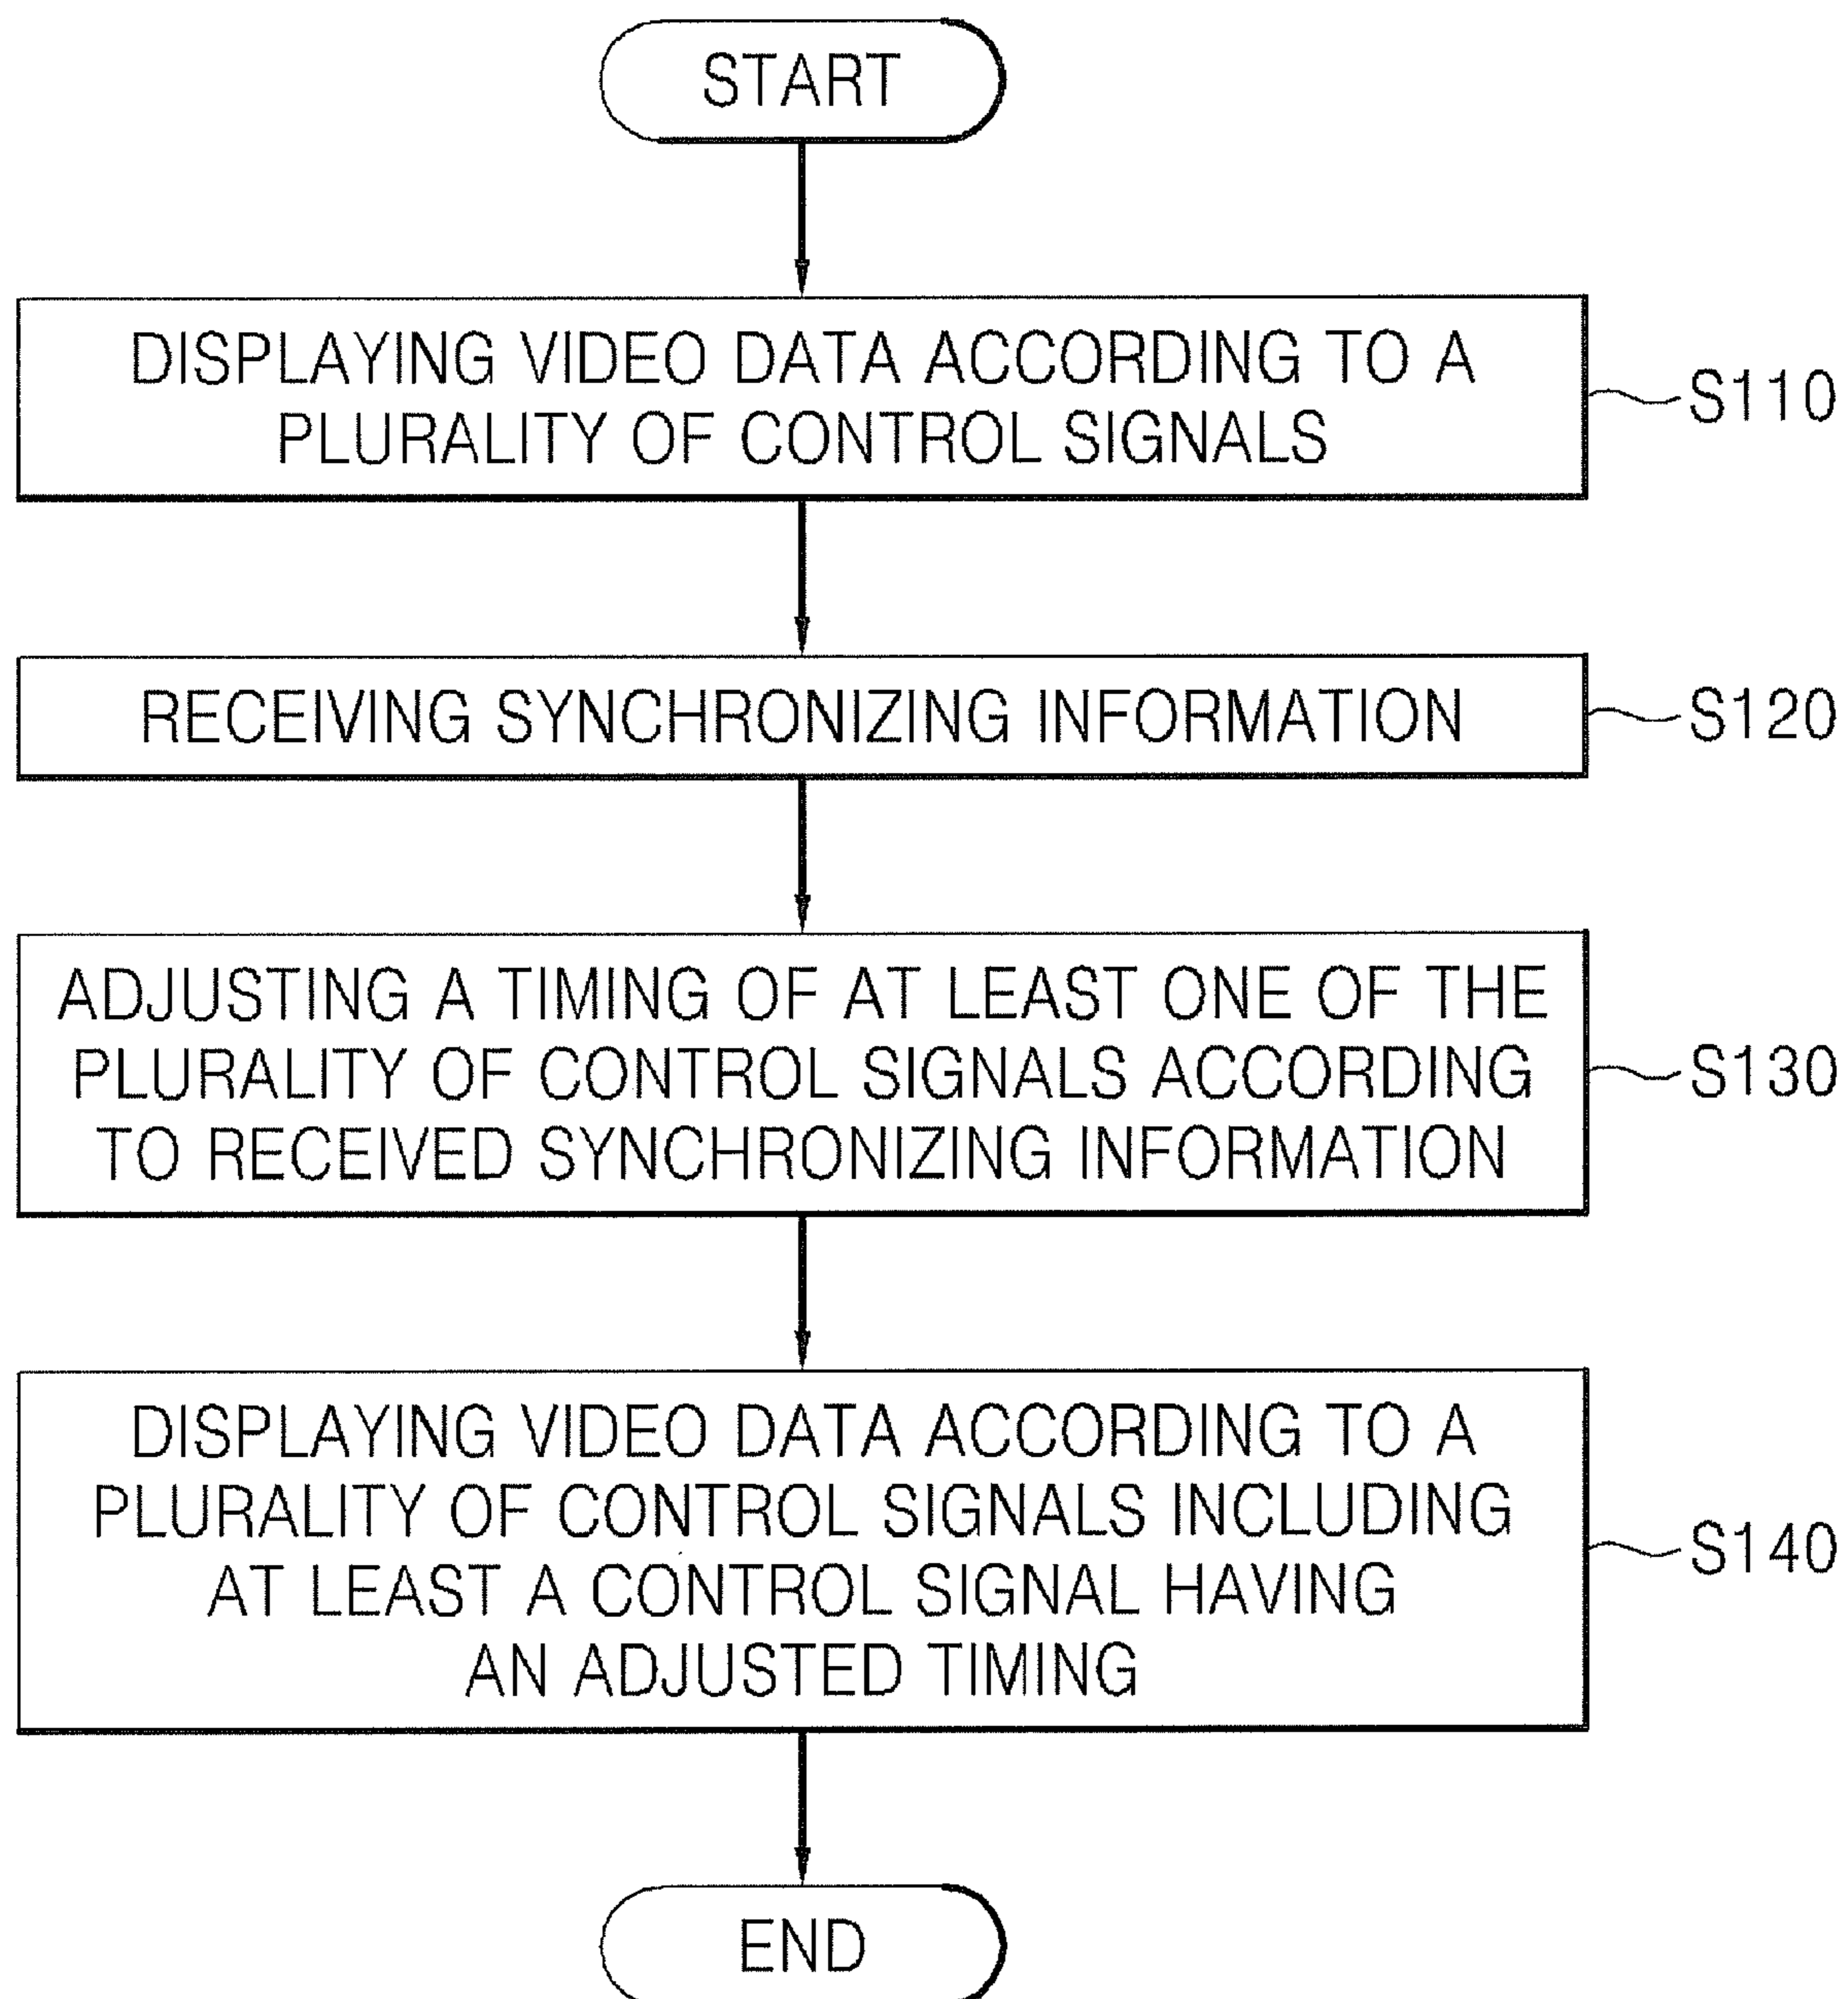 START
DISPLAYING VIDEO DATA ACCORDING TO A
PLURALITY OF CONTROL SIGNALS
S110
RECEIVING SYNCHRONIZING INFORMATION
S120
ADJUSTING A TIMING OF AT LEAST ONE OF THE
PLURALITY OF CONTROL SIGNALS ACCORDING
TO RECEIVED SYNCHRONIZING INFORMATION
S130
DISPLAYING VIDEO DATA ACCORDING TO A
PLURALITY OF CONTROL SIGNALS INCLUDING
AT LEAST A CONTROL SIGNAL HAVING
AN ADJUSTED TIMING
S140
END